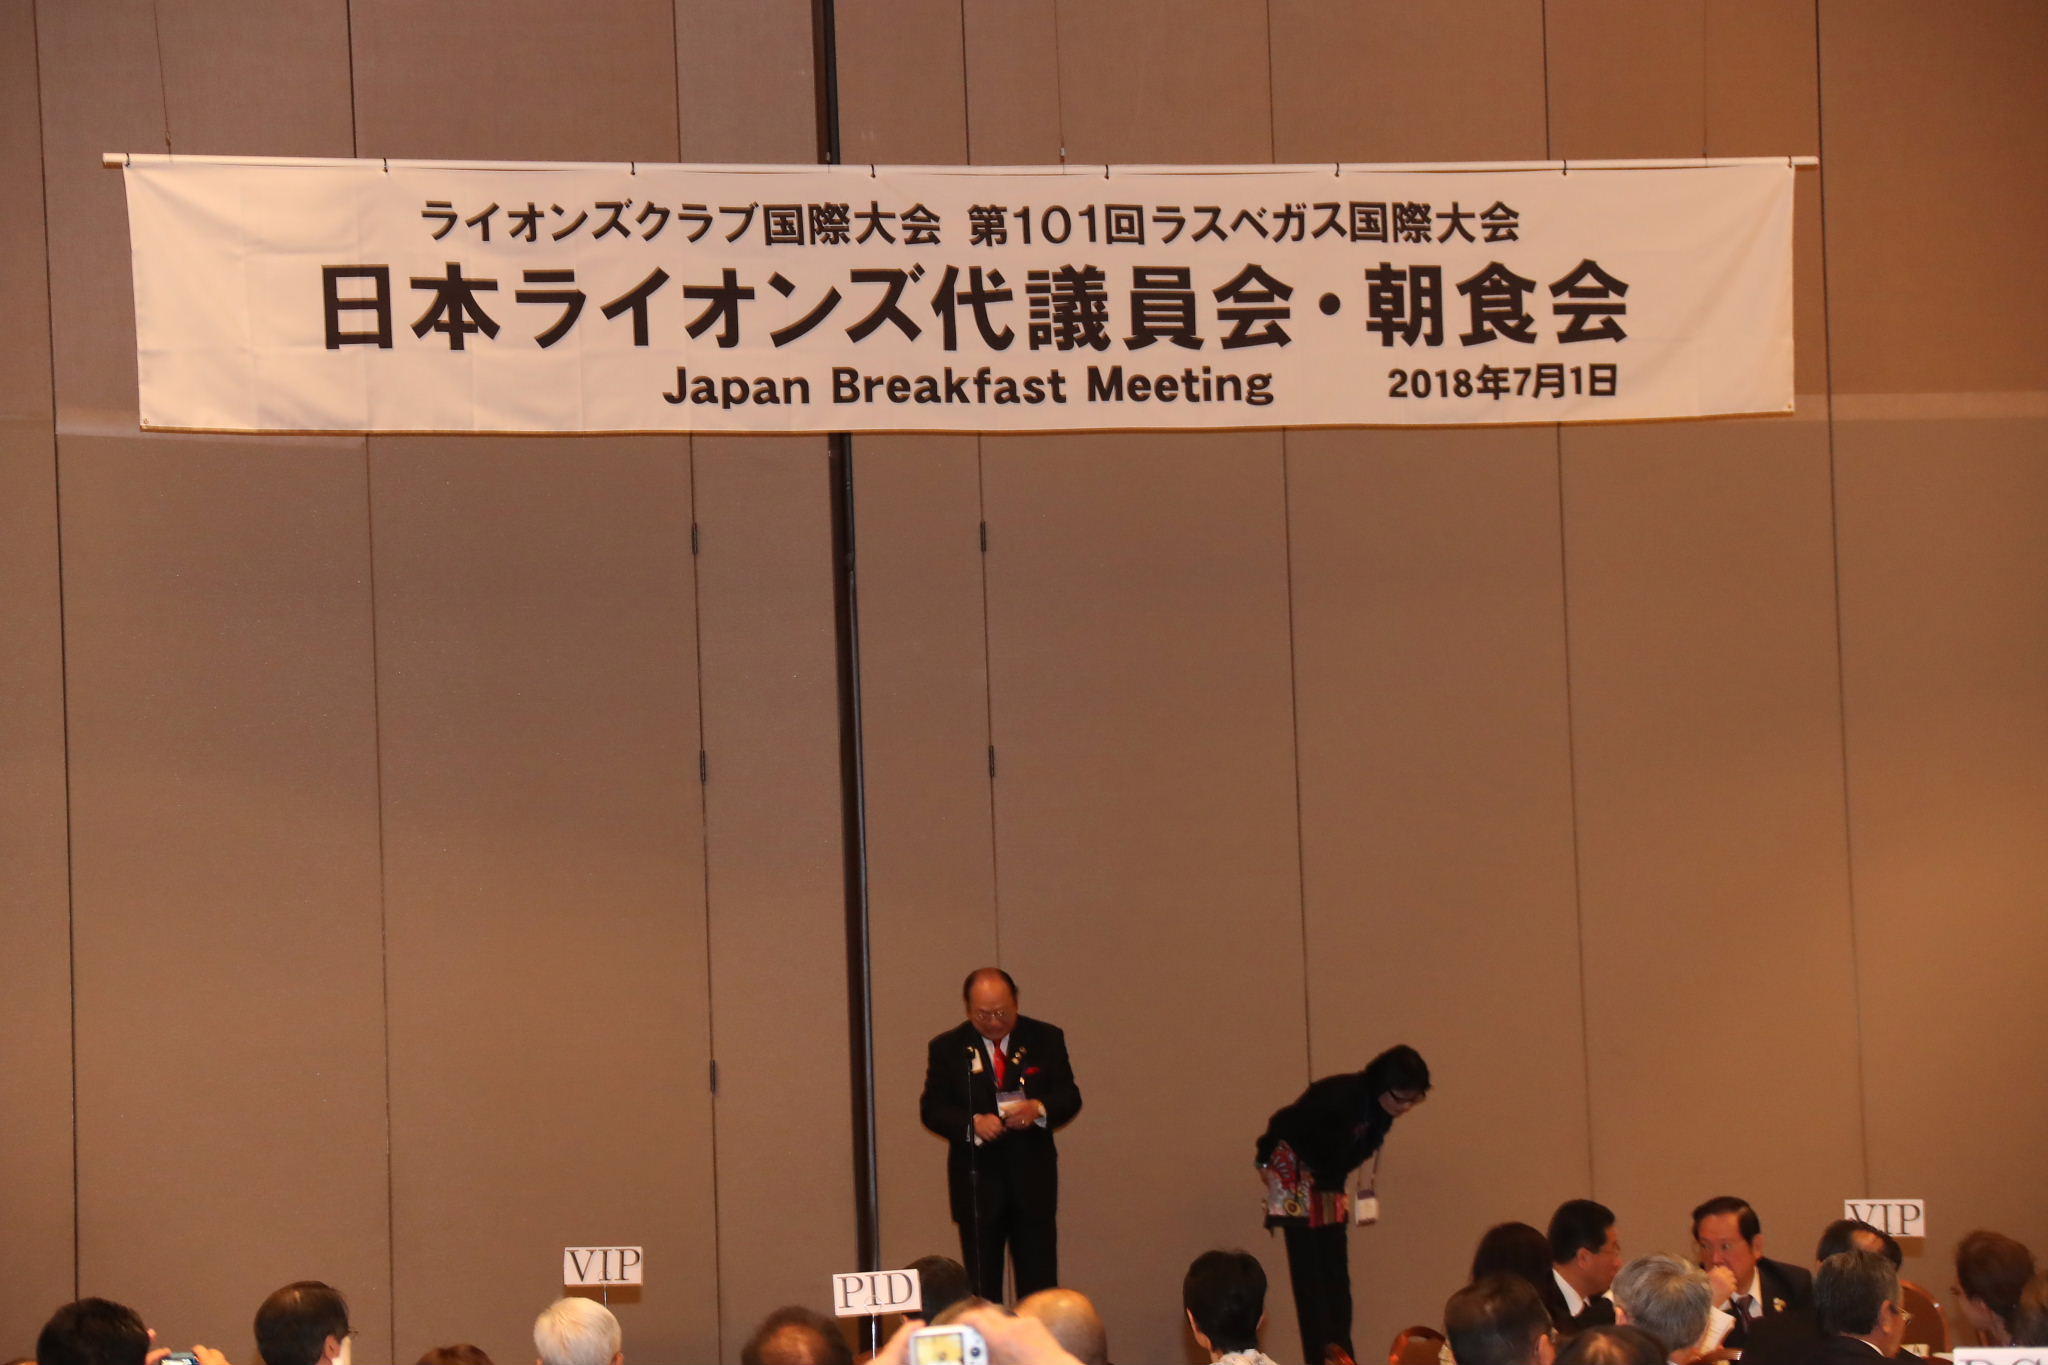 ライオンズクラブ国際大会 第101回ラスベガス国際大会
日本ライオンズ代議員会・朝食会
Japan Breakfast Meeting 2018年7月1日
VIP
VIP
PID